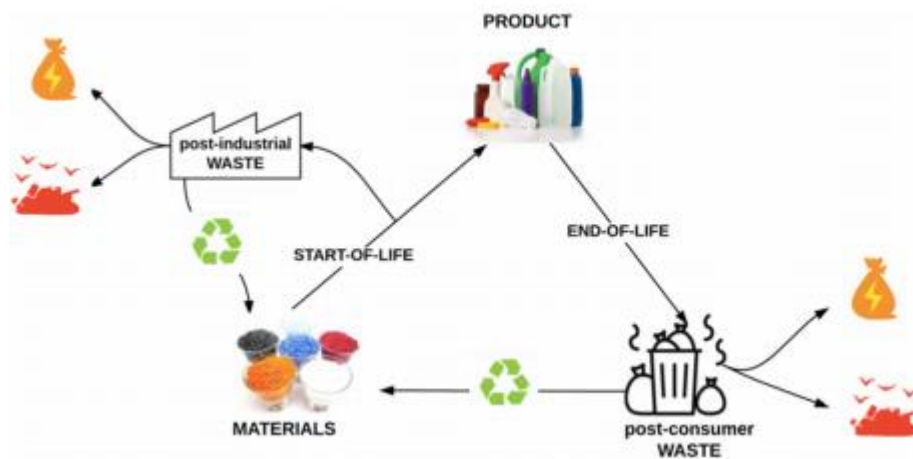 PRODUCT
post-industrial
WASTE
START-OF-LIFE
END-OF-LIFE
MATERIALS
post-consumer
WASTE